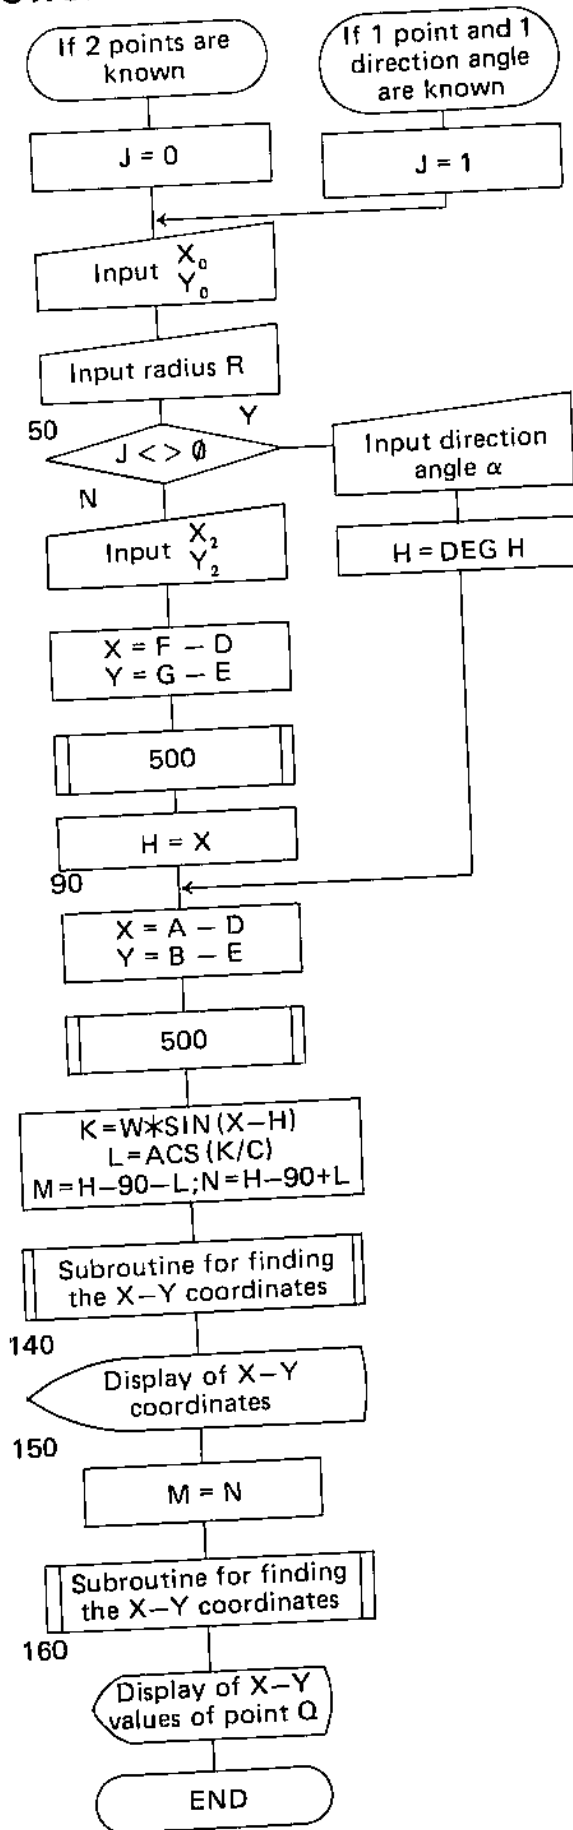 If 2 points are
known
If 1 point and 1
direction angle
are known
J = 0
J = 1
Input X₀
Y₀
Input radius R
50
Y
J < > ∅
N
Input direction
angle α
Input X₂
Y₂
H = DEG H
X = F − D
Y = G − E
500
H = X
90
X = A − D
Y = B − E
500
K=W*SIN(X−H)
L=ACS(K/C)
M=H−90−L;N=H−90+L
Subroutine for finding
the X−Y coordinates
140
Display of X−Y
coordinates
150
M = N
Subroutine for finding
the X−Y coordinates
160
Display of X−Y
values of point Q
END